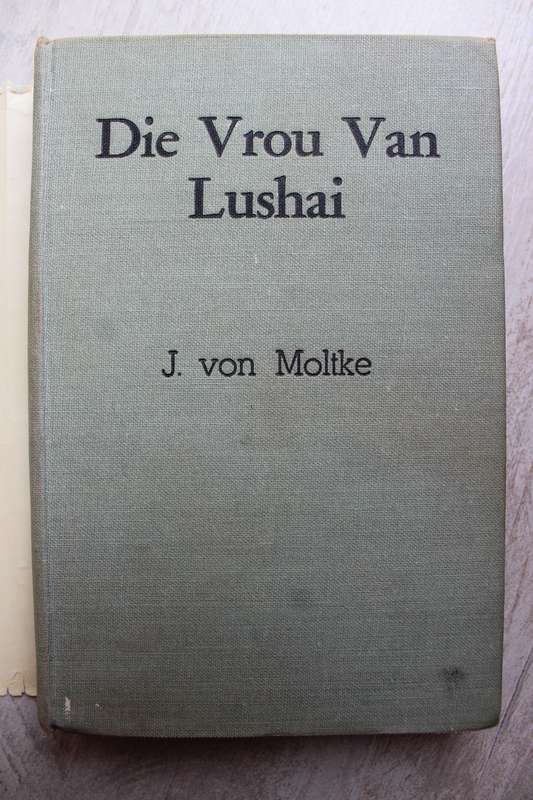 Die Vrou Van
Lushai
J. von Moltke